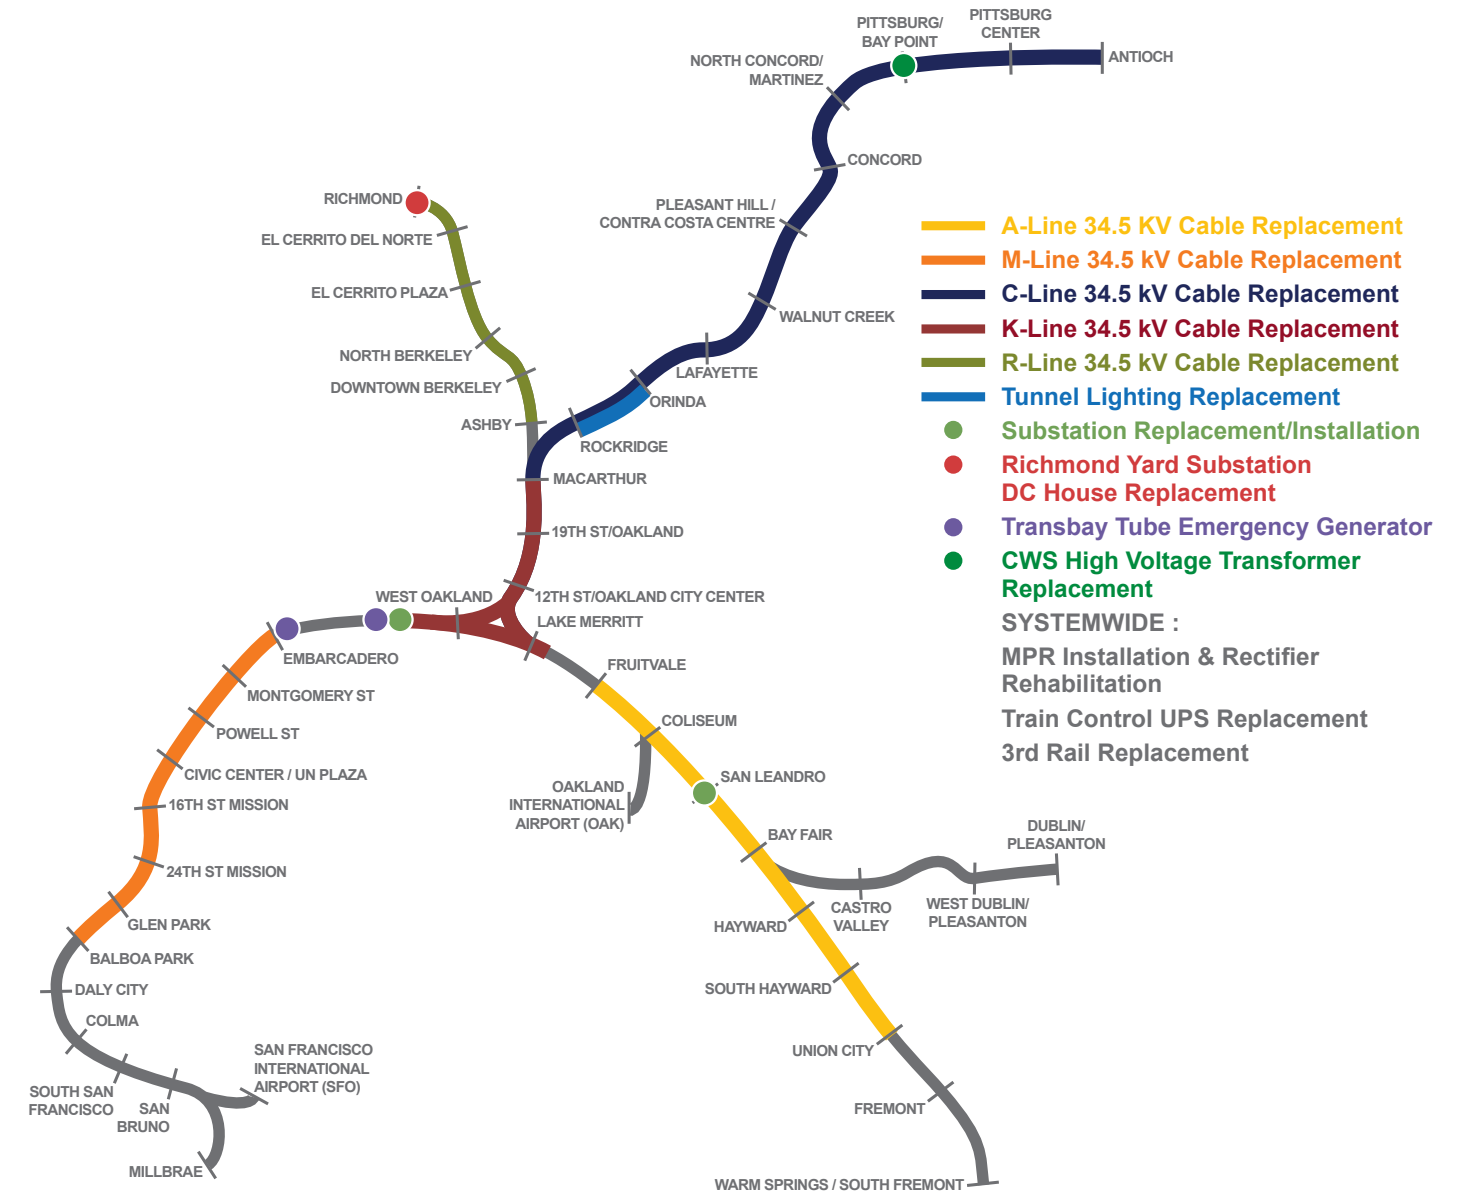 PITTSBURG/
BAY POINT
PITTSBURG
CENTER
ANTIOCH
NORTH CONCORD/
MARTINEZ
CONCORD
PLEASANT HILL /
CONTRA COSTA CENTRE
WALNUT CREEK
LAFAYETTE
ORINDA
ROCKRIDGE
RICHMOND
EL CERRITO DEL NORTE
EL CERRITO PLAZA
NORTH BERKELEY
DOWNTOWN BERKELEY
ASHBY
MACARTHUR
19TH ST/OAKLAND
12TH ST/OAKLAND CITY CENTER
WEST OAKLAND
LAKE MERRITT
EMBARCADERO
MONTGOMERY ST
POWELL ST
CIVIC CENTER / UN PLAZA
16TH ST MISSION
24TH ST MISSION
GLEN PARK
BALBOA PARK
DALY CITY
COLMA
SOUTH SAN
FRANCISCO
SAN
BRUNO
SAN FRANCISCO
INTERNATIONAL
AIRPORT (SFO)
MILLBRAE
FRUITVALE
COLISEUM
OAKLAND
INTERNATIONAL
AIRPORT (OAK)
SAN LEANDRO
BAY FAIR
CASTRO
VALLEY
WEST DUBLIN/
PLEASANTON
DUBLIN/
PLEASANTON
HAYWARD
SOUTH HAYWARD
UNION CITY
FREMONT
WARM SPRINGS / SOUTH FREMONT
A-Line 34.5 KV Cable Replacement
M-Line 34.5 kV Cable Replacement
C-Line 34.5 kV Cable Replacement
K-Line 34.5 kV Cable Replacement
R-Line 34.5 kV Cable Replacement
Tunnel Lighting Replacement
Substation Replacement/Installation
Richmond Yard Substation
DC House Replacement
Transbay Tube Emergency Generator
CWS High Voltage Transformer
Replacement
SYSTEMWIDE :
MPR Installation & Rectifier
Rehabilitation
Train Control UPS Replacement
3rd Rail Replacement